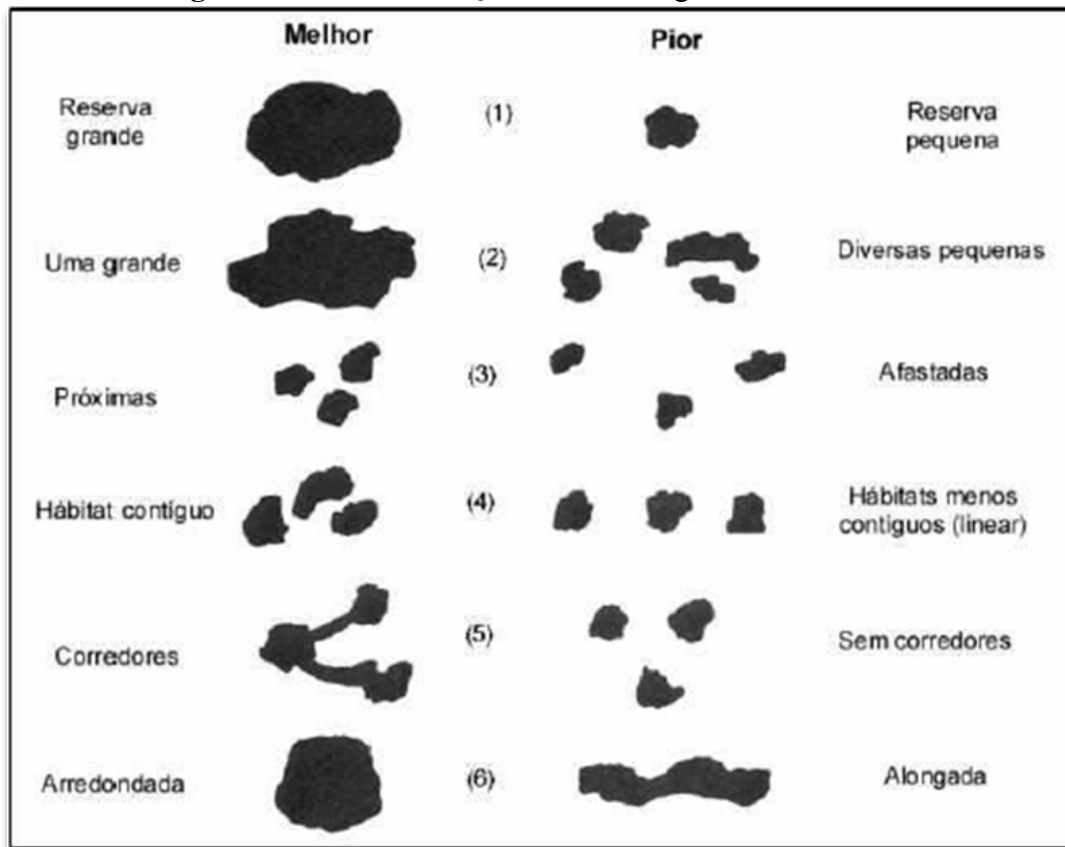 Melhor
Pior
Reserva
grande
(1)
Reserva
pequena
Uma grande
(2)
Diversas pequenas
Próximas
(3)
Afastadas
Hábitat contíguo
(4)
Hábitats menos
contíguos (linear)
Corredores
(5)
Sem corredores
Arredondada
(6)
Alongada